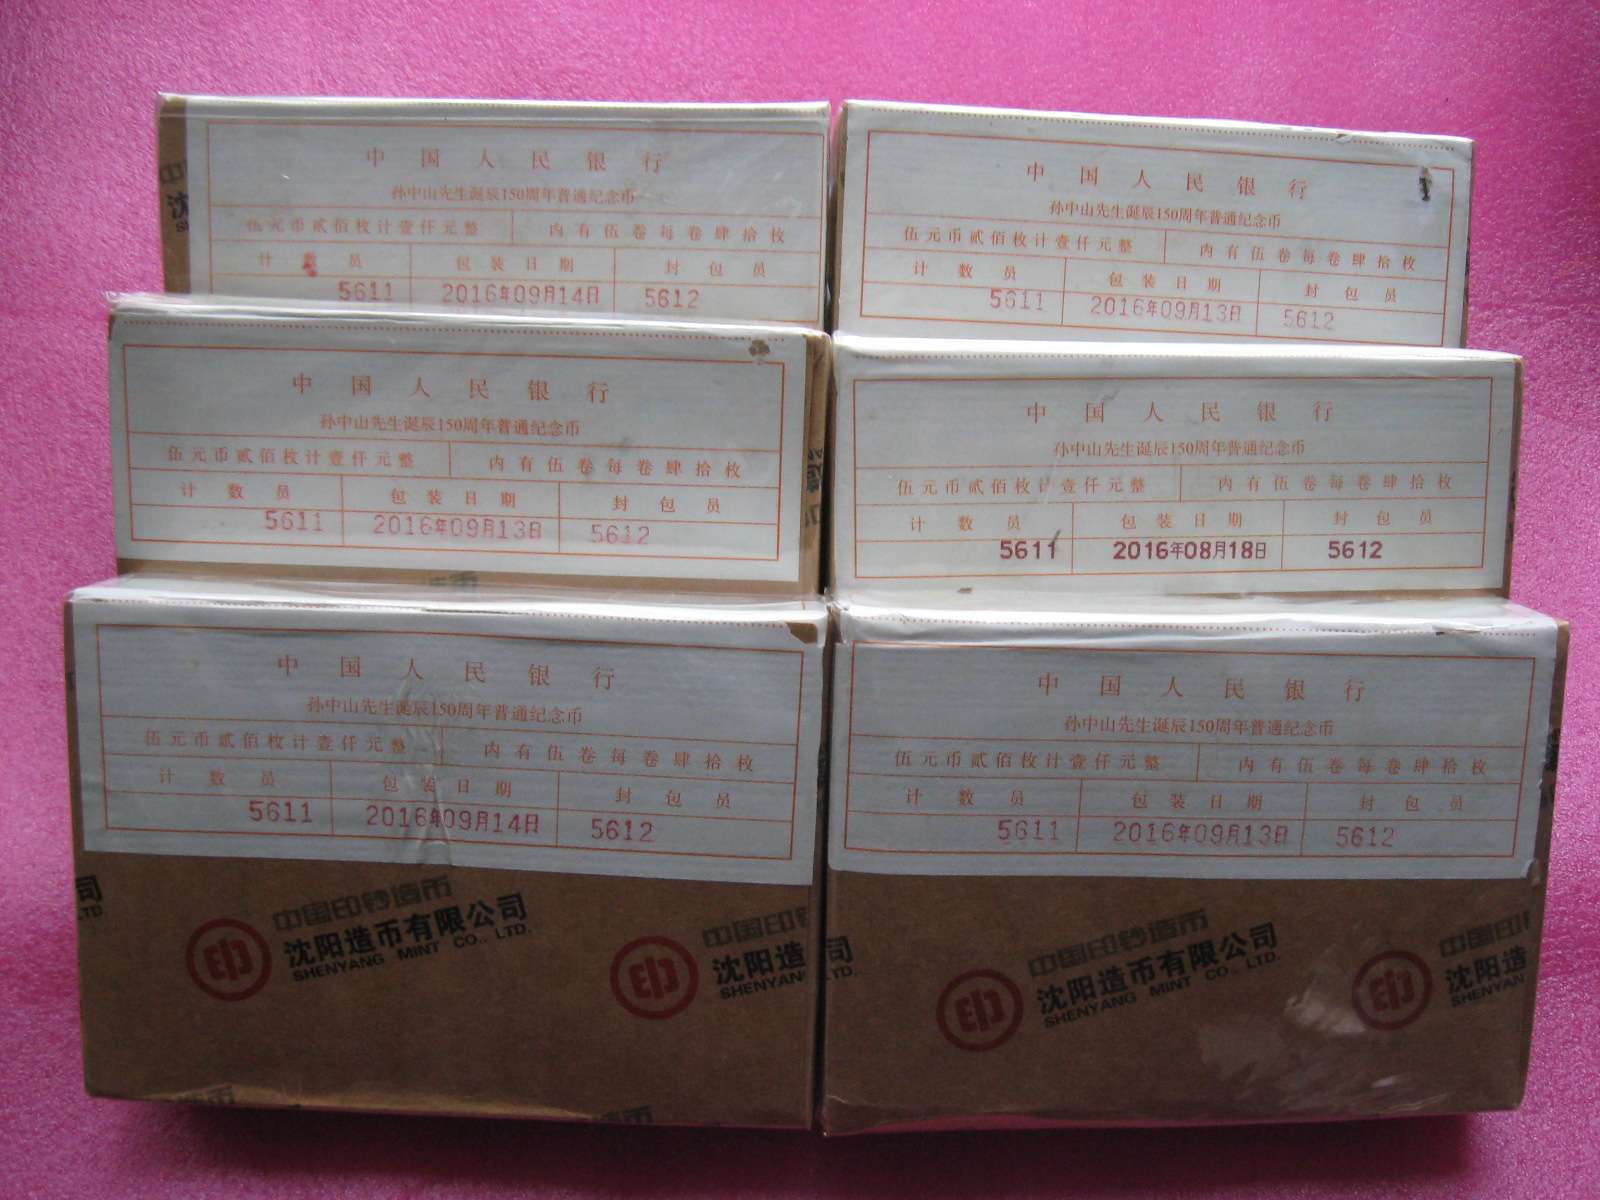 中国人民银行
孙中山先生诞辰150周年普通纪念币
伍元币贰佰枚计壹仟元整 内有伍卷每卷肆拾枚
计数员 包装日期 封包员
5611 2016年09月14日 5612
中国人民银行
孙中山先生诞辰150周年普通纪念币
伍元币贰佰枚计壹仟元整 内有伍卷每卷肆拾枚
计数员 包装日期 封包员
5611 2016年09月13日 5612
中国人民银行
孙中山先生诞辰150周年普通纪念币
伍元币贰佰枚计壹仟元整 内有伍卷每卷肆拾枚
计数员 包装日期 封包员
5611 2016年09月13日 5612
中国人民银行
孙中山先生诞辰150周年普通纪念币
伍元币贰佰枚计壹仟元整 内有伍卷每卷肆拾枚
计数员 包装日期 封包员
5611 2016年08月18日 5612
中国人民银行
孙中山先生诞辰150周年普通纪念币
伍元币贰佰枚计壹仟元整 内有伍卷每卷肆拾枚
计数员 包装日期 封包员
5611 2016年09月14日 5612
司
LTD
中国印钞造币
沈阳造币有限公司
SHENYANG MINT CO., LTD.
中国印钞造币
沈阳造
SHENYAN
中国人民银行
孙中山先生诞辰150周年普通纪念币
伍元币贰佰枚计壹仟元整 内有伍卷每卷肆拾枚
计数员 包装日期 封包员
5611 2016年09月13日 5612
司
LTD.
中国印钞造币
沈阳造币有限公司
SHENYANG MINT CO., LTD.
中国印
沈阳造
SHENYAN